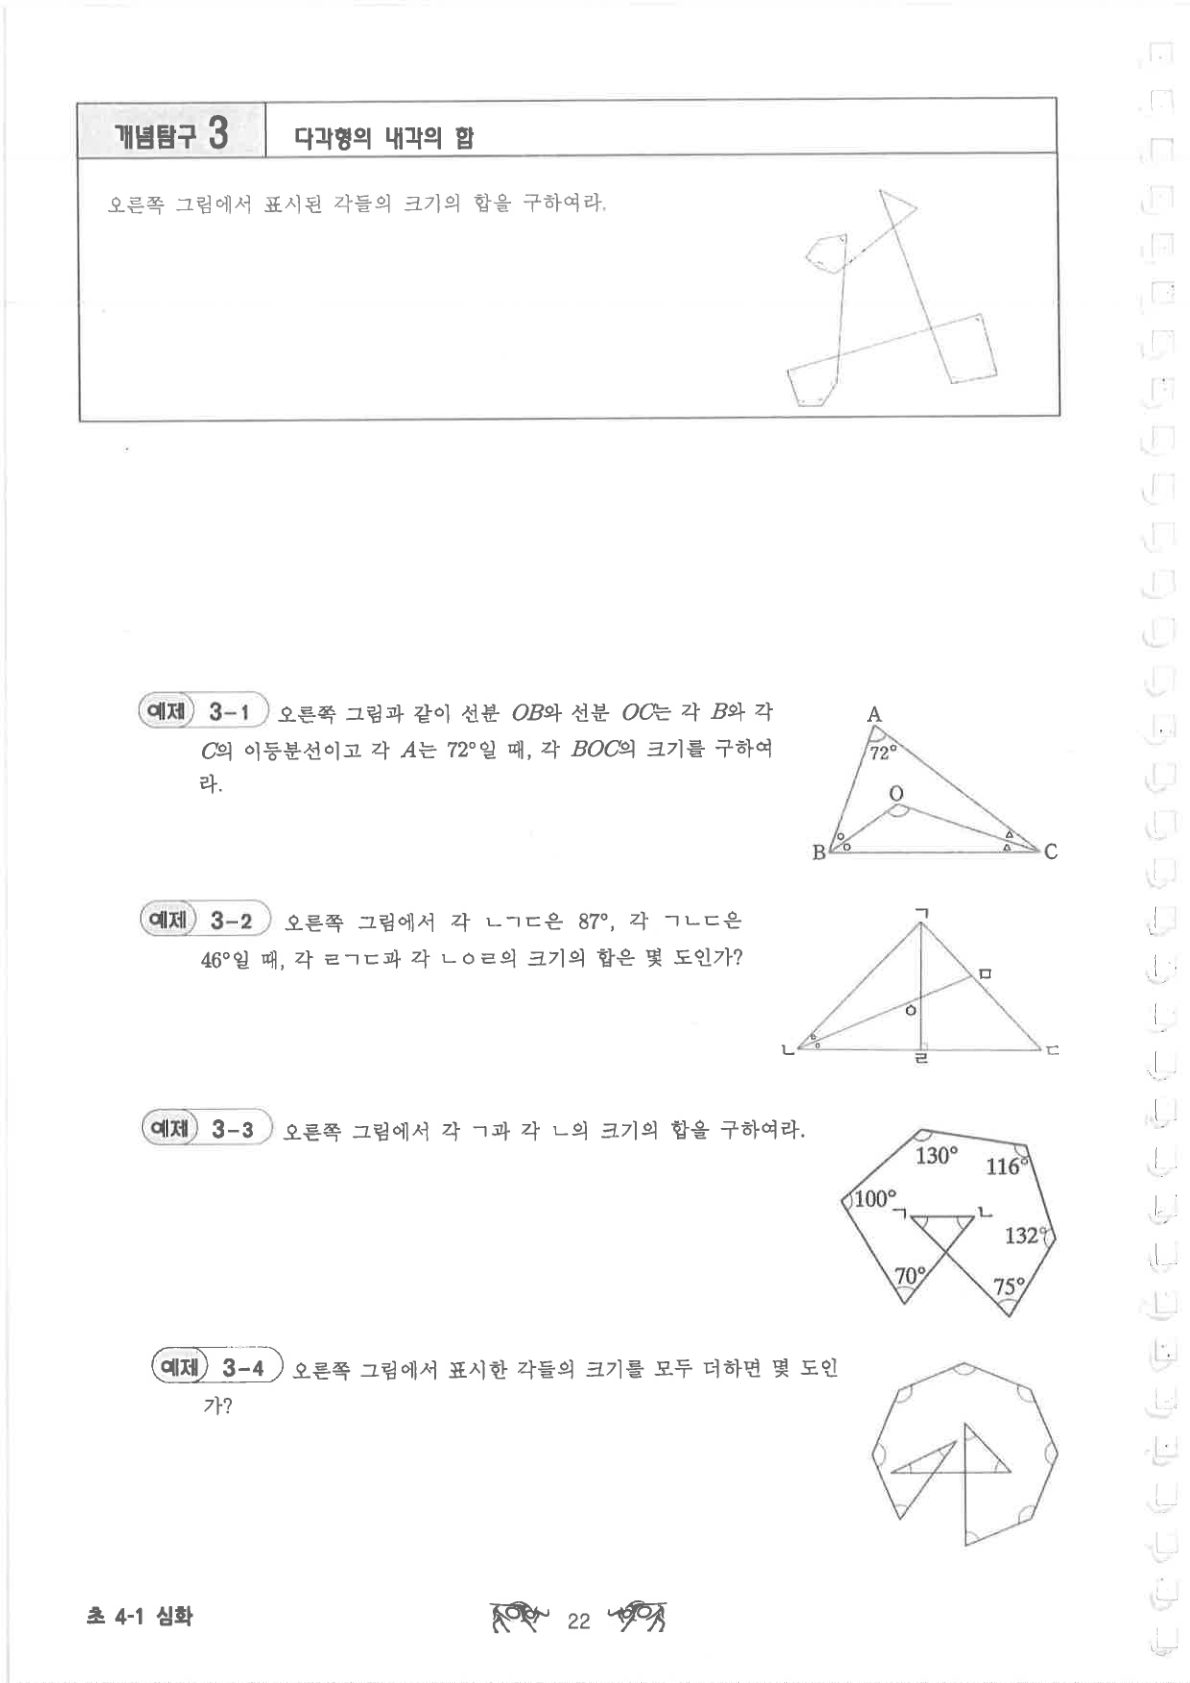 개념탐구 3 다각형의 내각의 합
오른쪽 그림에서 표시된 각들의 크기의 합을 구하여라.
예제 3-1 오른쪽 그림과 같이 선분 OB와 선분 OC는 각 B와 각
C의 이등분선이고 각 A는 72°일 때, 각 BOC의 크기를 구하여
라.
A
72°
O
B
C
예제 3-2 오른쪽 그림에서 각 ㄴㄱㄷ은 87°, 각 ㄱㄴㄷ은
46°일 때, 각 ㄹㄱㄷ과 각 ㄴㅇㄹ의 크기의 합은 몇 도인가?
ㄱ
ㅁ
ㅇ
ㄴ
ㄹ
ㄷ
예제 3-3 오른쪽 그림에서 각 ㄱ과 각 ㄴ의 크기의 합을 구하여라.
130°
116°
100°
ㄱ
ㄴ
132°
70°
75°
예제 3-4 오른쪽 그림에서 표시한 각들의 크기를 모두 더하면 몇 도인
가?
초 4-1 심화
22